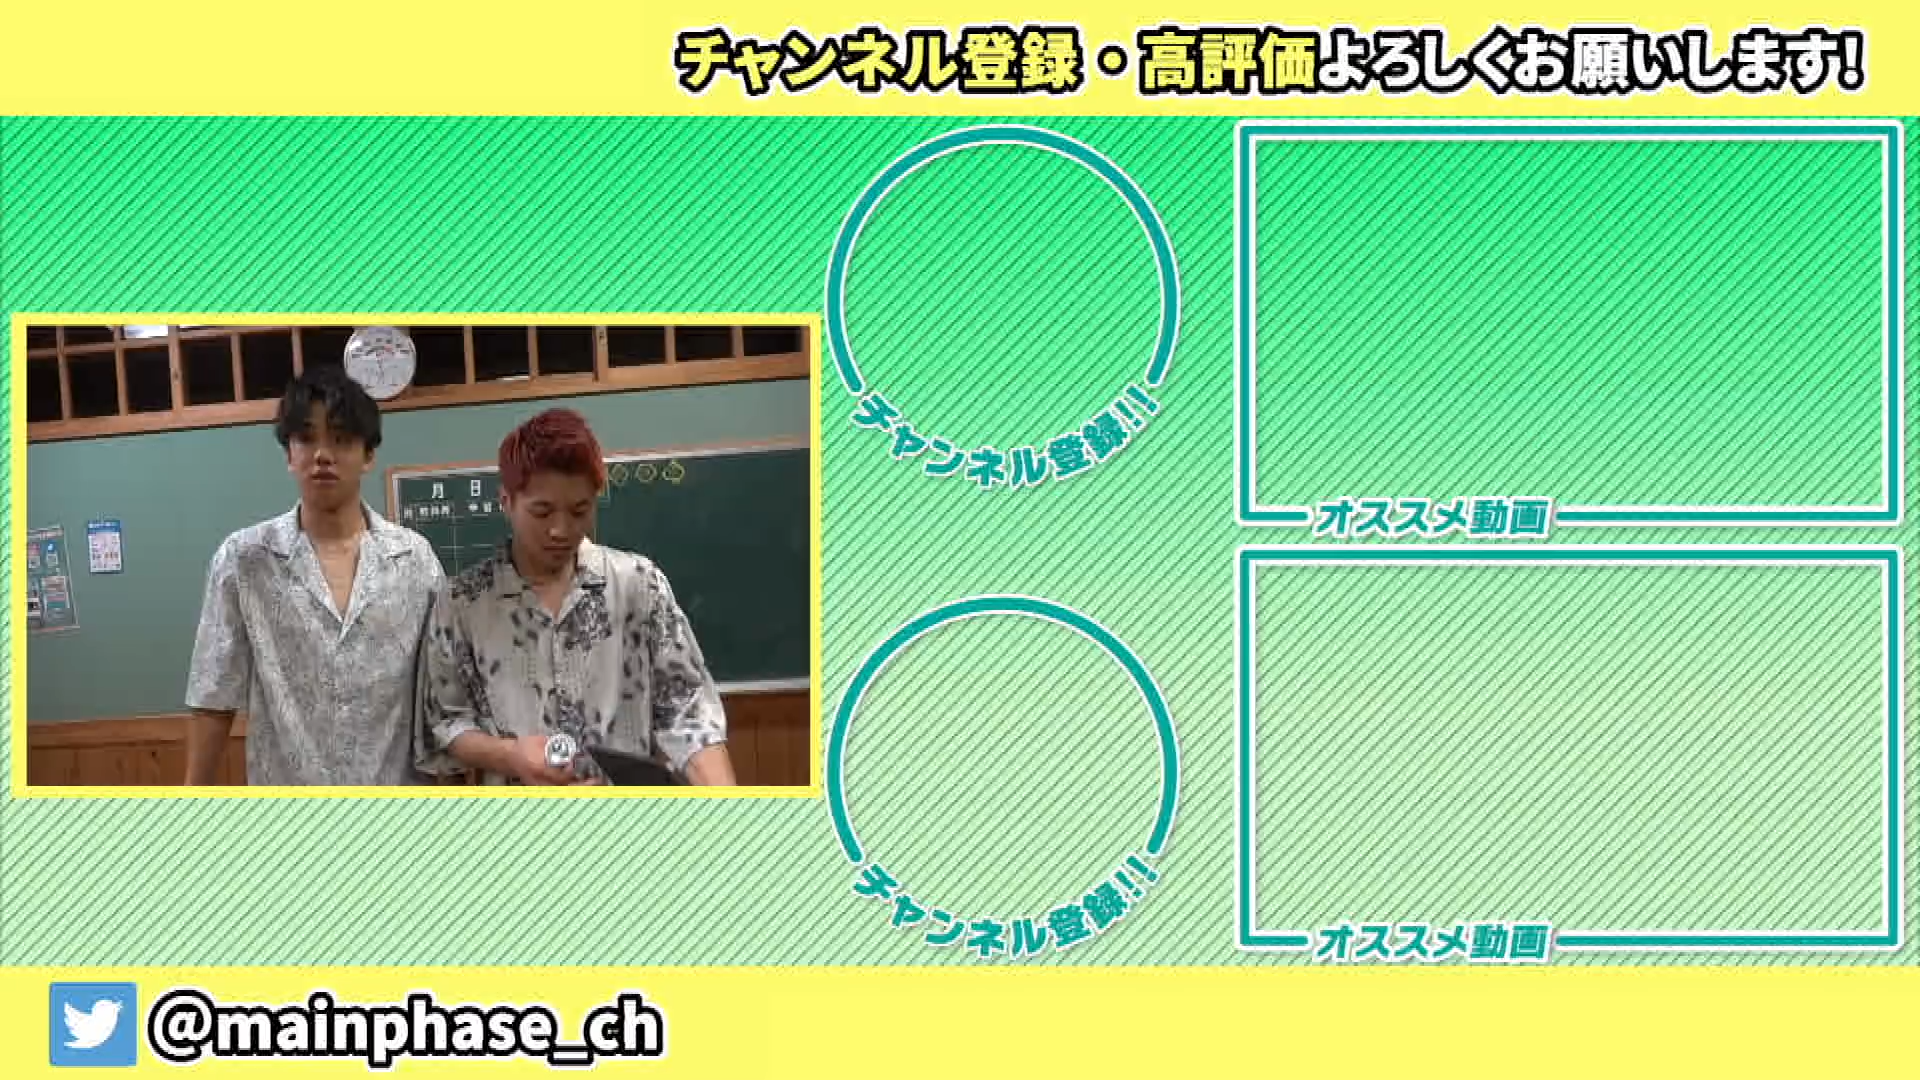 チャンネル登録・高評価よろしくお願いします!
チャンネル登録!!
オススメ動画
月 日
チャンネル登録!!
オススメ動画
@mainphase_ch